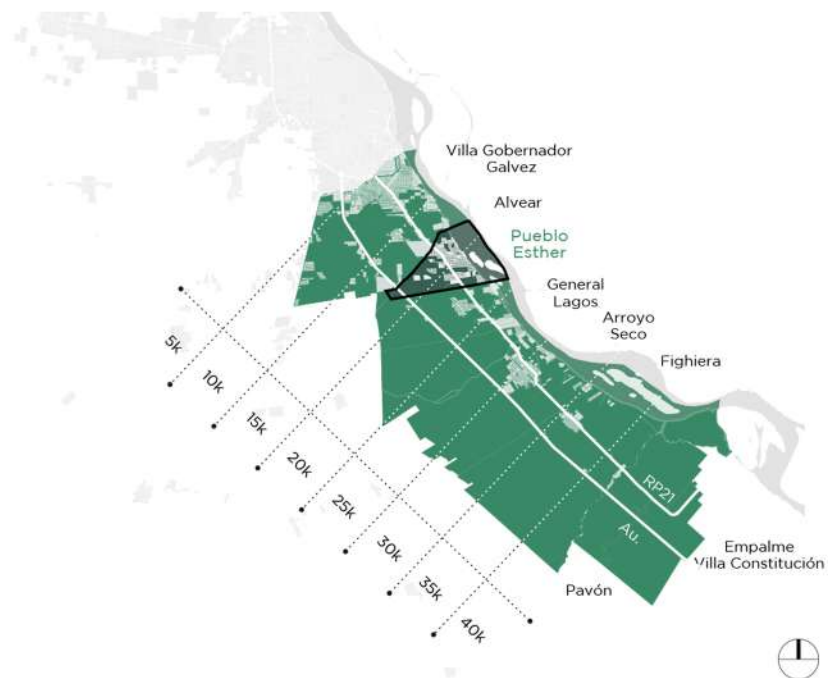 Villa Gobernador
Galvez
Alvear
Pueblo
Esther
General
Lagos
Arroyo
Seco
Fighiera
5k
10k
15k
20k
25k
30k
35k
40k
RP21
Au.
Empalme
Villa Constitución
Pavón